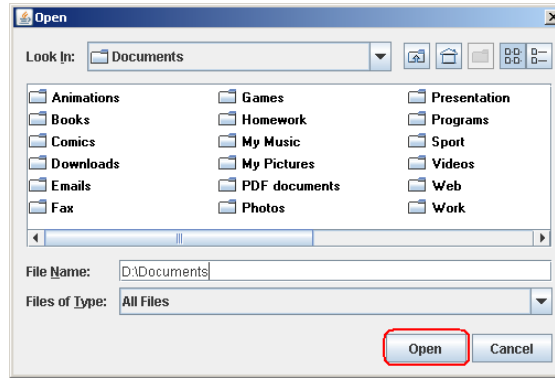 Open
Look In: Documents
Animations Games Presentation
Books Homework Programs
Comics My Music Sport
Downloads My Pictures Videos
Emails PDF documents Web
Fax Photos Work
File Name: D:\Documents
Files of Type: All Files
Open Cancel